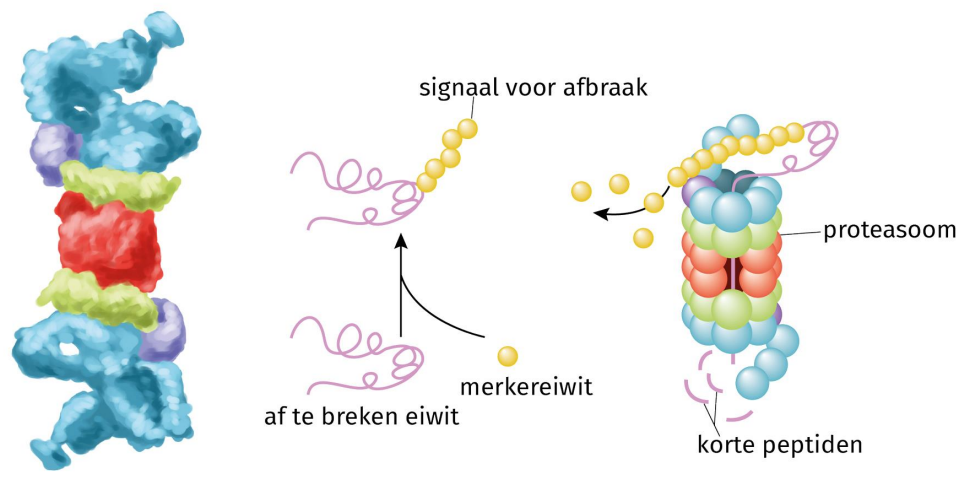 signaal voor afbraak
proteasoom
merkereiwit
af te breken eiwit
korte peptiden